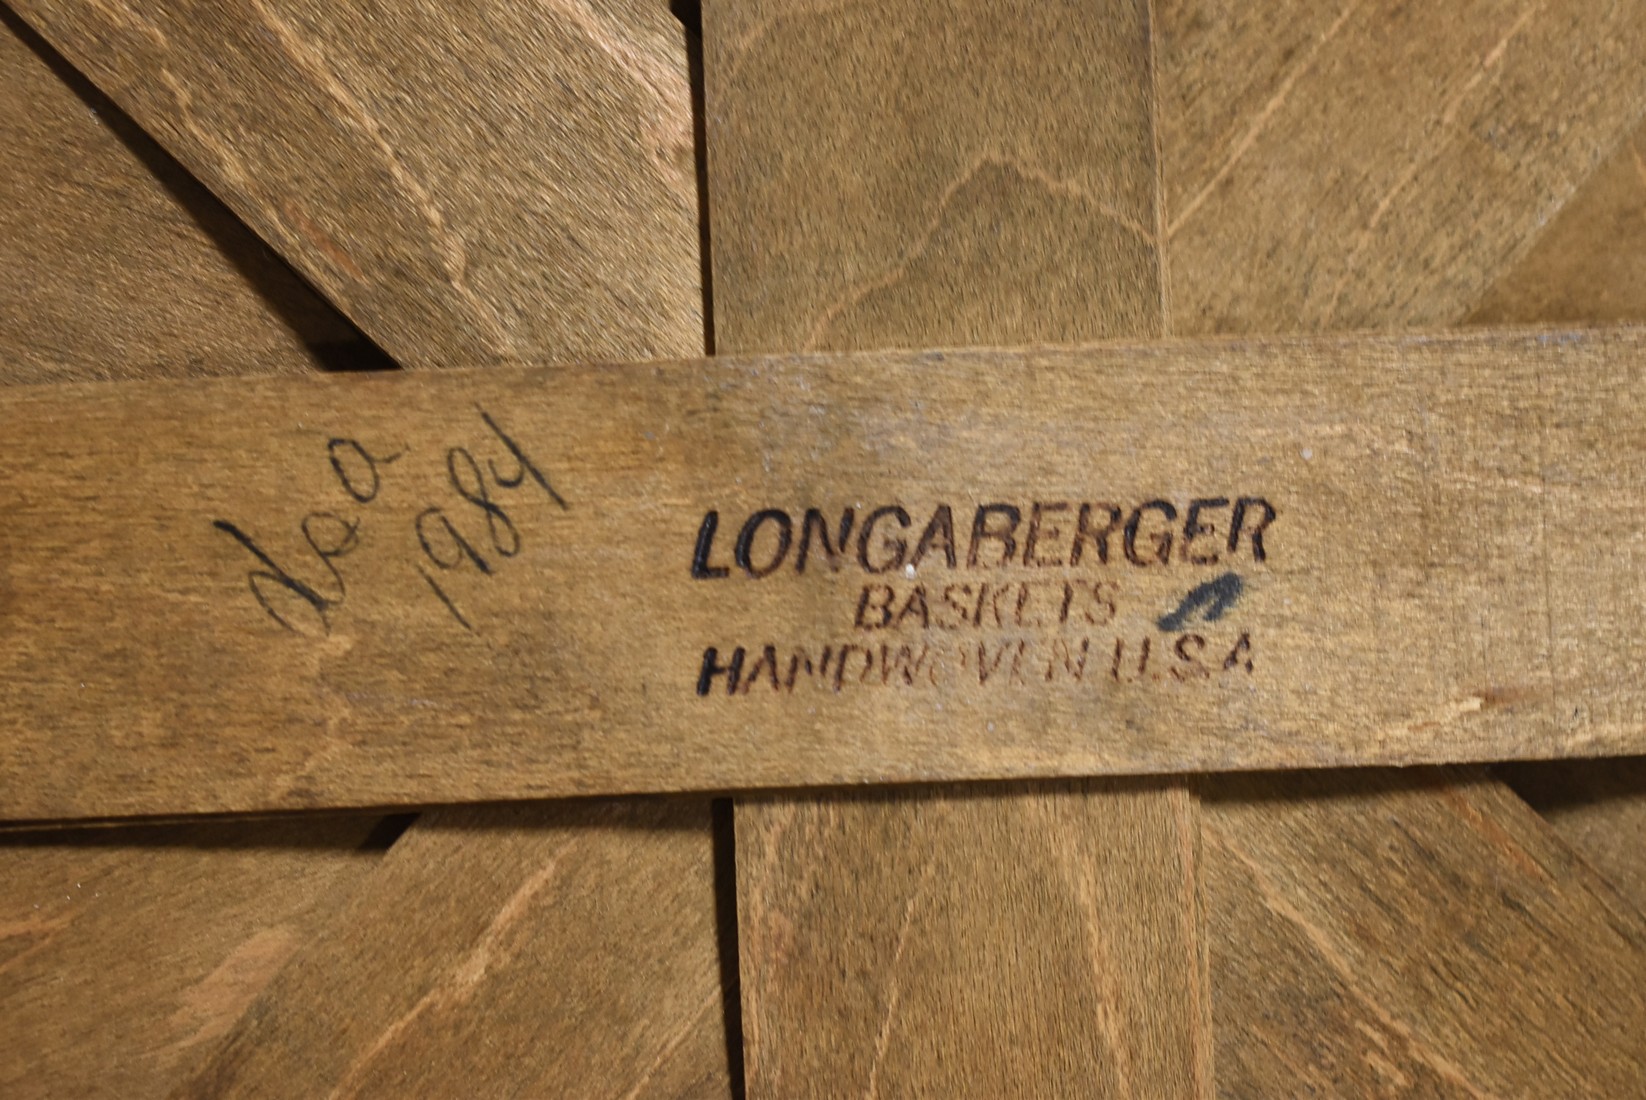 1984
LONGABERGER
BASKETS
HANDWOVEN U.S.A